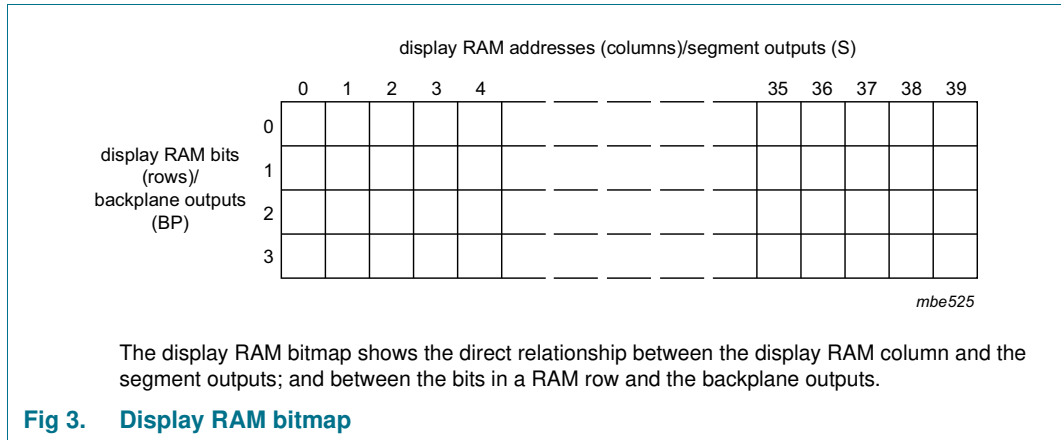 display RAM addresses (columns)/segment outputs (S)
0 1 2 3 4 35 36 37 38 39
0
display RAM bits
(rows)/
backplane outputs
(BP)
1
2
3
mbe525
The display RAM bitmap shows the direct relationship between the display RAM column and the
segment outputs; and between the bits in a RAM row and the backplane outputs.
Fig 3. Display RAM bitmap